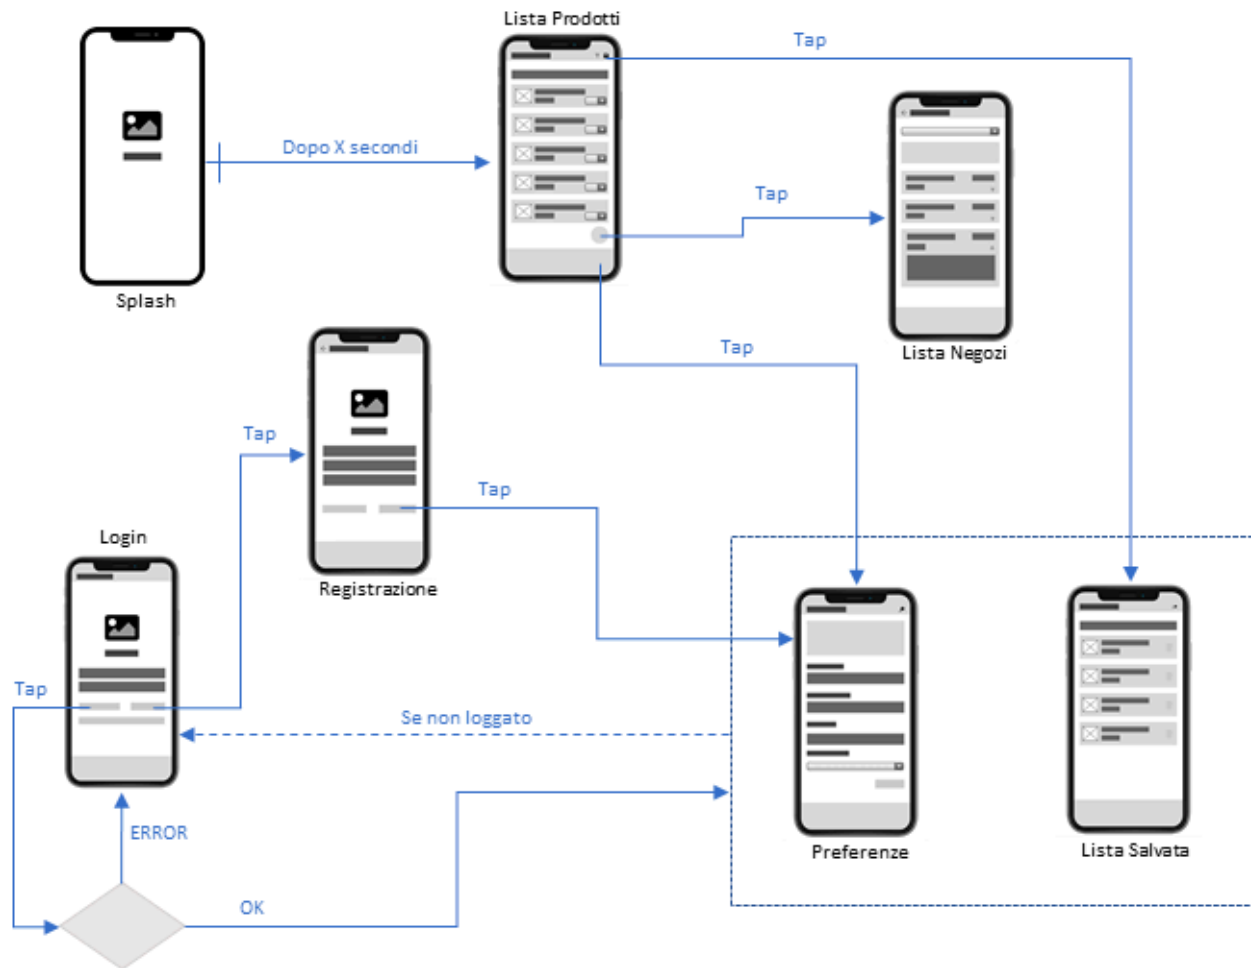 Lista Prodotti
Tap
Dopo X secondi
Tap
Splash
Tap
Lista Negozi
Tap
Tap
Login
Registrazione
Tap
Se non loggato
ERROR
Preferenze
Lista Salvata
OK